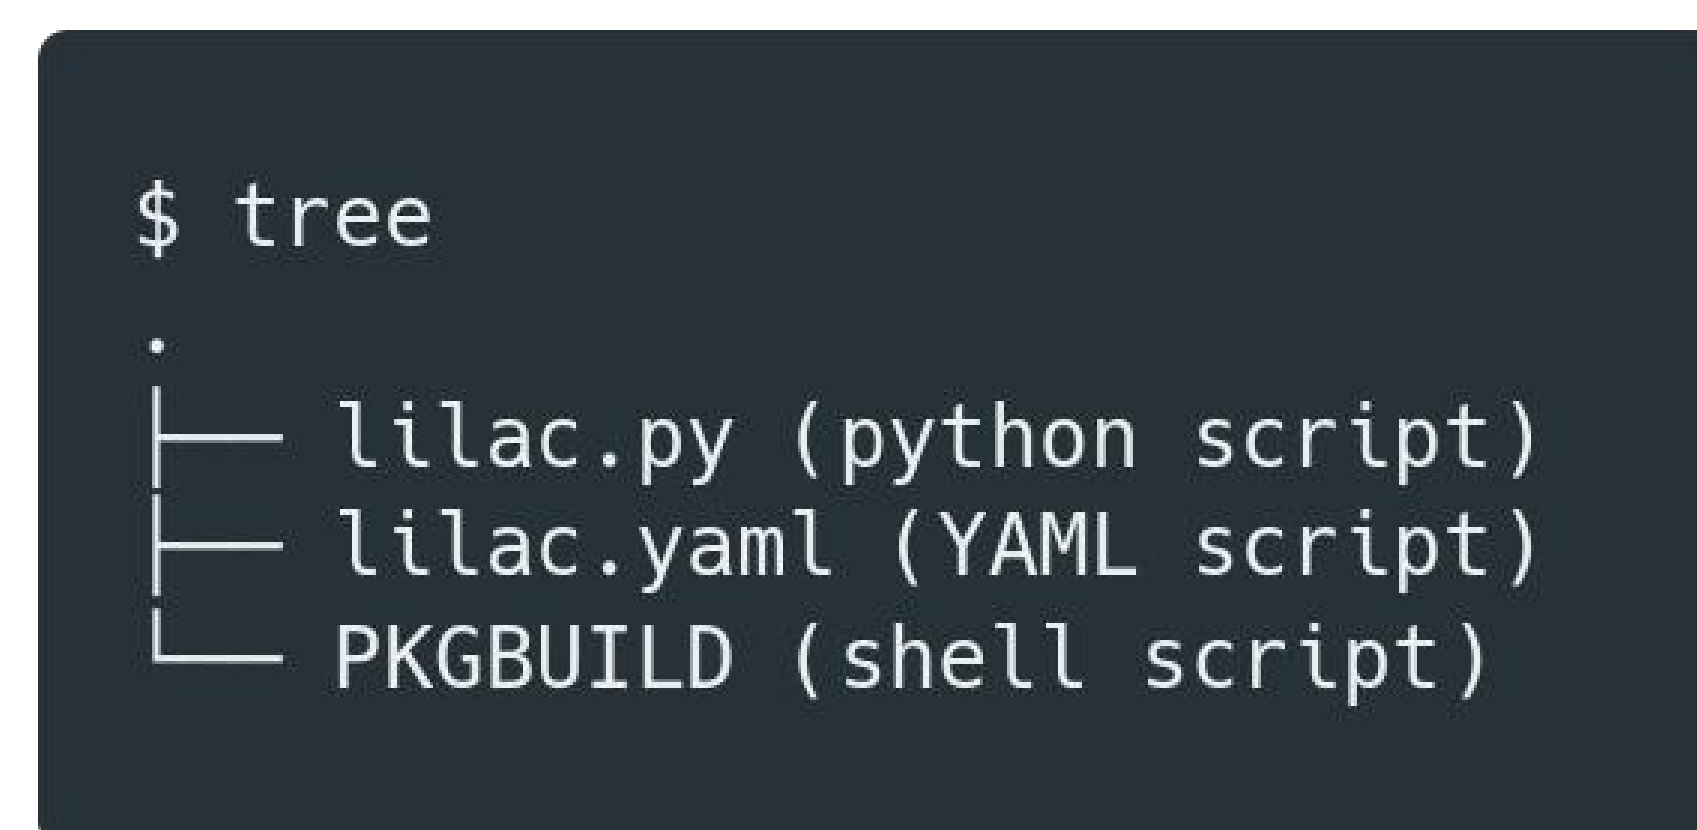 $ tree
.
├── lilac.py (python script)
├── lilac.yaml (YAML script)
└── PKGBUILD (shell script)